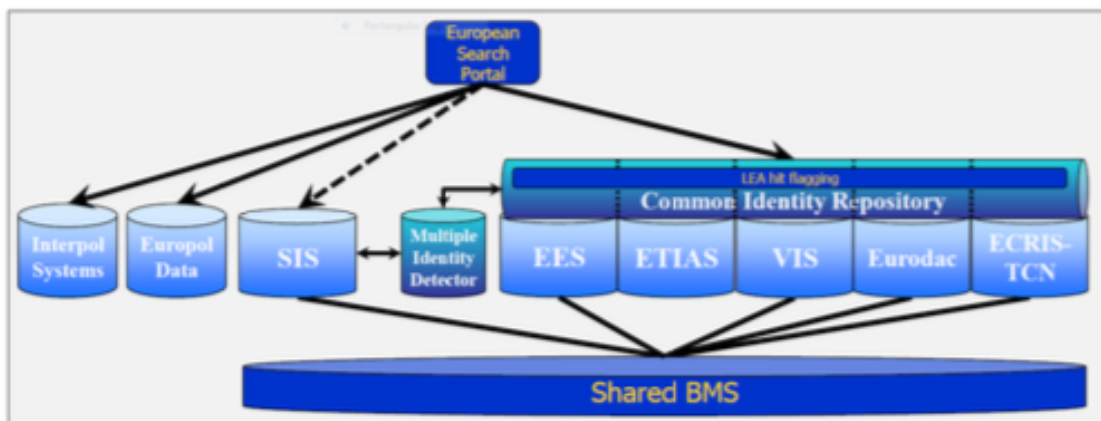 Rectangular
European
Search
Portal
LEA hit flagging
Common Identity Repository
Interpol
Systems
Europol
Data
SIS
Multiple
Identity
Detector
EES
ETIAS
VIS
Eurodac
ECRIS-
TCN
Shared BMS